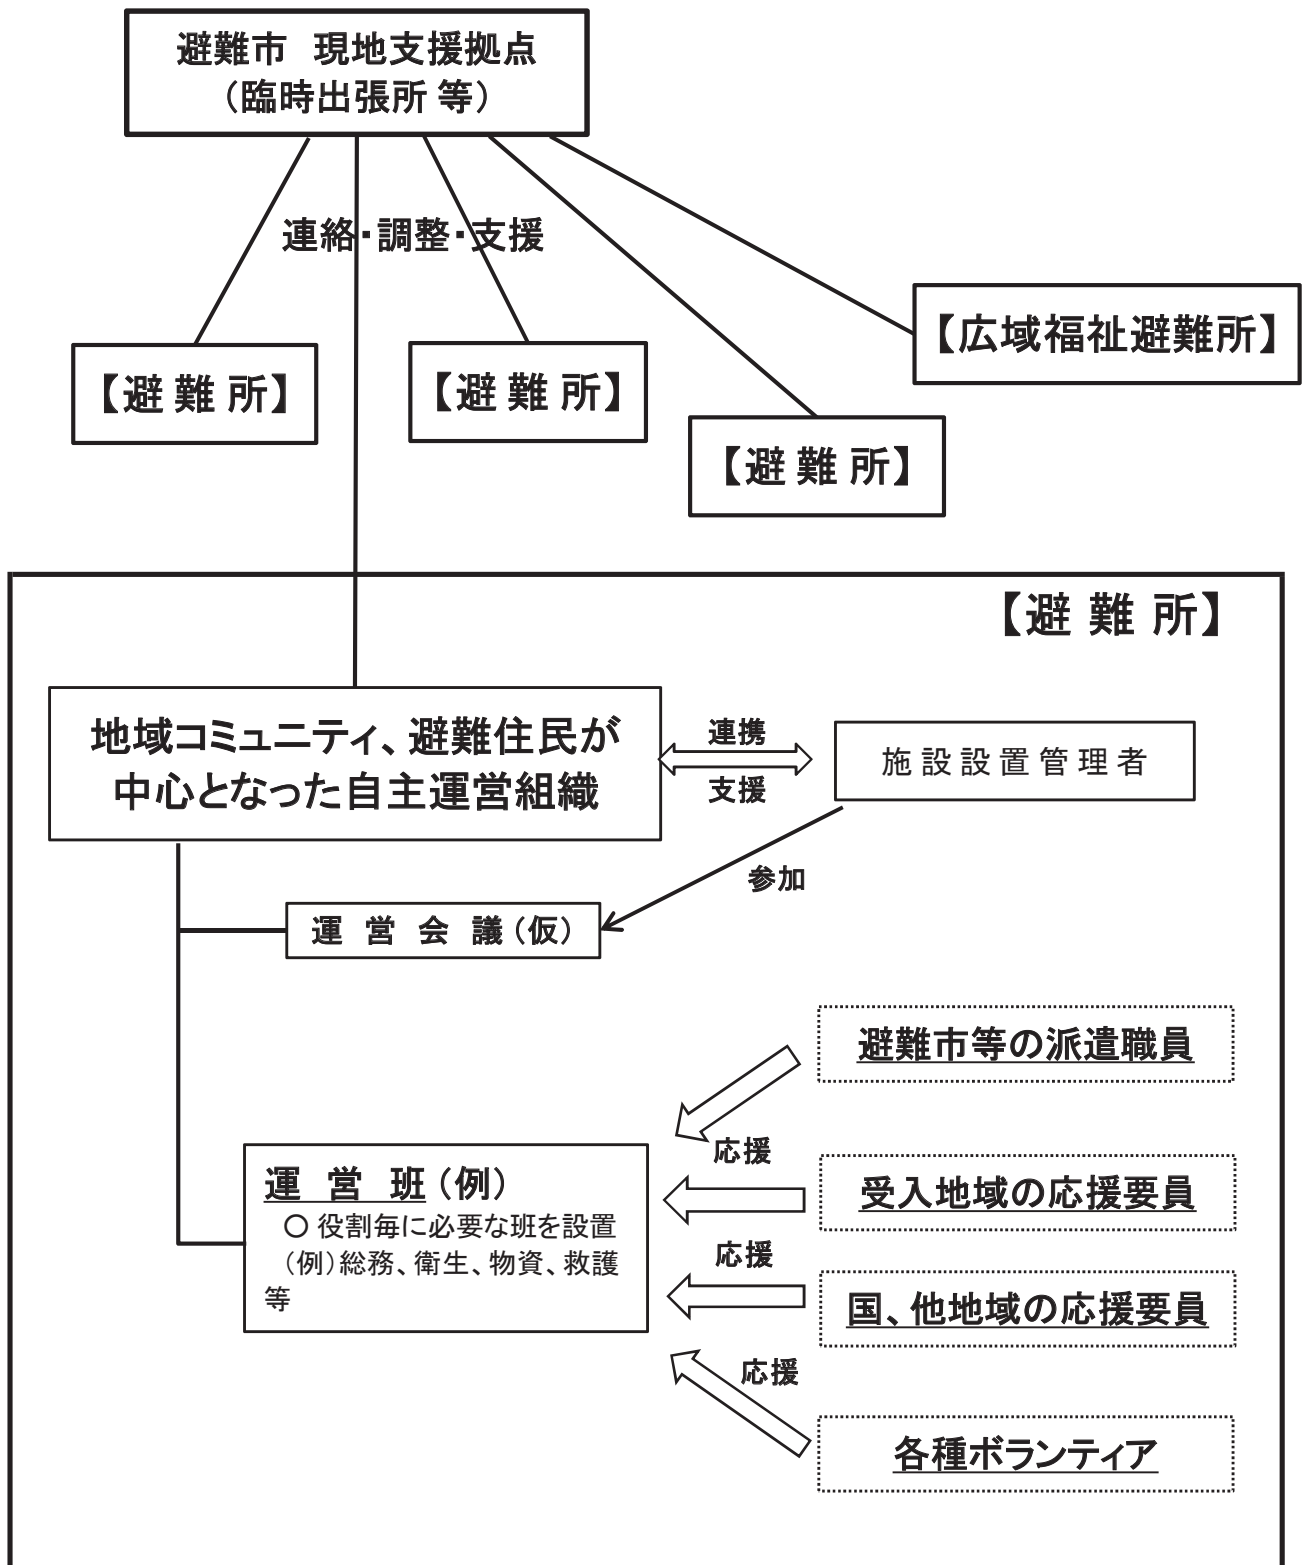 避難市 現地支援拠点
（臨時出張所 等）
連絡・調整・支援
【広域福祉避難所】
【避 難 所】
【避 難 所】
【避 難 所】
【避 難 所】
地域コミュニティ、避難住民が
中心となった自主運営組織
連携
支援
施設設置管理者
参加
運 営 会 議（仮）
避難市等の派遣職員
応援
運 営 班（例）
○ 役割毎に必要な班を設置
（例）総務、衛生、物資、救護
等
受入地域の応援要員
応援
国、他地域の応援要員
応援
各種ボランティア